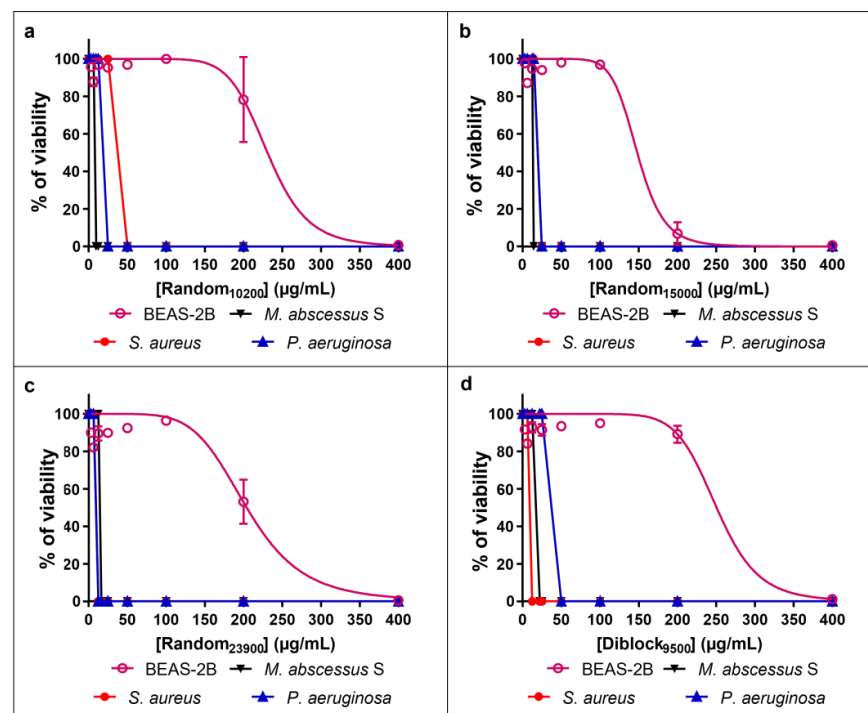 a
% of viability
100
80
60
40
20
0
0 50 100 150 200 250 300 350 400
[Random10200] (µg/mL)
BEAS-2B M. abscessus S
S. aureus P. aeruginosa
b
% of viability
100
80
60
40
20
0
0 50 100 150 200 250 300 350 400
[Random15000] (µg/mL)
BEAS-2B M. abscessus S
S. aureus P. aeruginosa
c
% of viability
100
80
60
40
20
0
0 50 100 150 200 250 300 350 400
[Random23900] (µg/mL)
BEAS-2B M. abscessus S
S. aureus P. aeruginosa
d
% of viability
100
80
60
40
20
0
0 50 100 150 200 250 300 350 400
[Diblock9500] (µg/mL)
BEAS-2B M. abscessus S
S. aureus P. aeruginosa